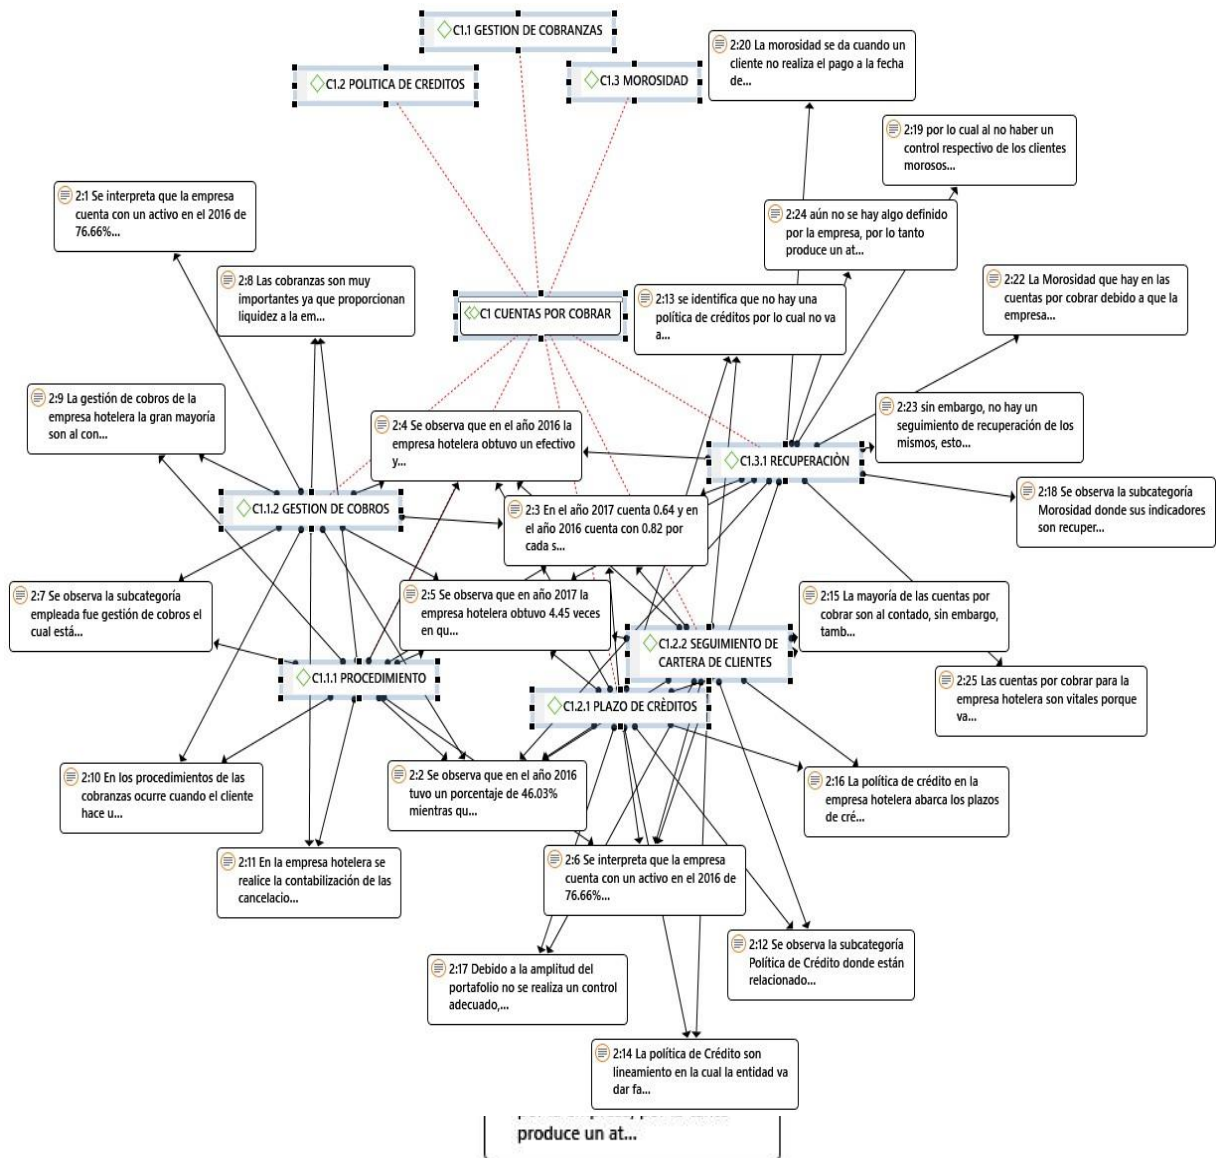 C1.1 GESTION DE COBRANZAS
C1.2 POLITICA DE CREDITOS
C1.3 MOROSIDAD
2:20 La morosidad se da cuando un
cliente no realiza el pago a la fecha
de...
2:19 por lo cual al no haber un
control respectivo de los clientes
morosos...
2:1 Se interpreta que la empresa
cuenta con un activo en el 2016 de
76.66%...
2:24 aún no se hay algo definido
por la empresa, por lo tanto
produce un at...
2:8 Las cobranzas son muy
importantes ya que proporcionan
liquidez a la em...
2:22 La Morosidad que hay en las
cuentas por cobrar debido a que la
empresa...
C1 CUENTAS POR COBRAR
2:13 se identifica que no hay una
política de créditos por lo cual no va
a...
2:9 La gestión de cobros de la
empresa hotelera la gran mayoría
son al con...
2:4 Se observa que en el año 2016 la
empresa hotelera obtuvo un efectivo
y...
2:23 sin embargo, no hay un
seguimiento de recuperación de los
mismos, esto...
C1.3.1 RECUPERACIÒN
2:18 Se observa la subcategoría
Morosidad donde sus indicadores
son recuper...
C1.1.2 GESTION DE COBROS
2:3 En el año 2017 cuenta 0.64 y en
el año 2016 cuenta con 0.82 por
cada s...
2:7 Se observa la subcategoría
empleada fue gestión de cobros el
cual está...
2:5 Se observa que en año 2017 la
empresa hotelera obtuvo 4.45 veces
en qu...
2:15 La mayoría de las cuentas por
cobrar son al contado, sin embargo,
tamb...
C1.2.2 SEGUIMIENTO DE
CARTERA DE CLIENTES
C1.1.1 PROCEDIMIENTO
2:25 Las cuentas por cobrar para la
empresa hotelera son vitales porque
va...
C1.2.1 PLAZO DE CRÈDITOS
2:10 En los procedimientos de las
cobranzas ocurre cuando el cliente
hace u...
2:2 Se observa que en el año 2016
tuvo un porcentaje de 46.03%
mientras qu...
2:16 La política de crédito en la
empresa hotelera abarca los plazos
de cré...
2:11 En la empresa hotelera se
realice la contabilización de las
cancelacio...
2:6 Se interpreta que la empresa
cuenta con un activo en el 2016 de
76.66%...
2:12 Se observa la subcategoría
Política de Crédito donde están
relacionado...
2:17 Debido a la amplitud del
portafolio no se realiza un control
adecuado,...
2:14 La política de Crédito son
lineamiento en la cual la entidad va
dar fa...
produce un at...